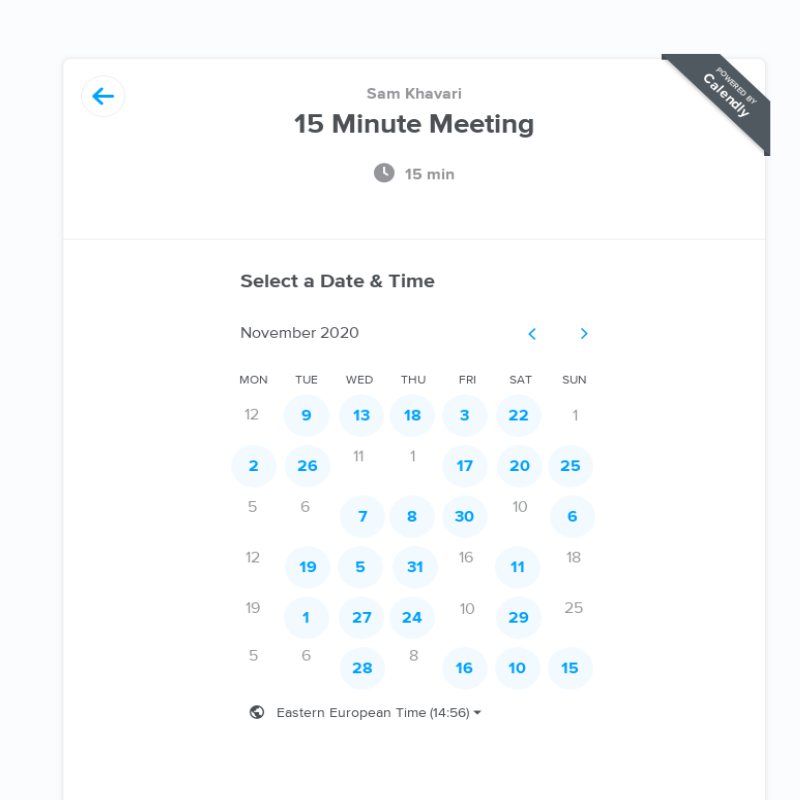 POWERED BY
Calendly
Sam Khavari
15 Minute Meeting
15 min
Select a Date & Time
November 2020
MON TUE WED THU FRI SAT SUN
12 9 13 18 3 22 1
2 26 11 1 17 20 25
5 6 7 8 30 10 6
12 19 5 31 16 11 18
19 1 27 24 10 29 25
5 6 28 8 16 10 15
Eastern European Time (14:56)